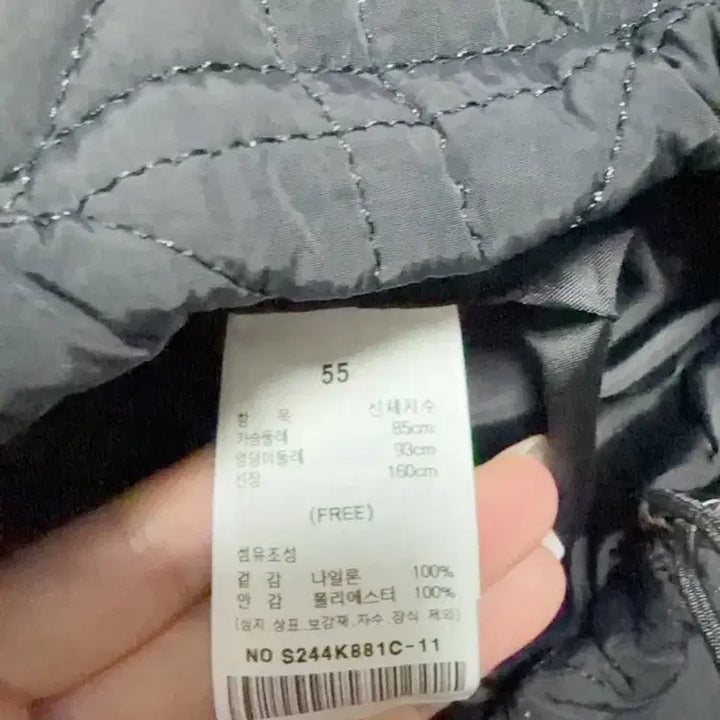 55
항 목 신체치수
가슴둘레 85cm
엉덩이둘레 93cm
신장 160cm
(FREE)
섬유조성
겉 감 나일론 100%
안 감 폴리에스터 100%
(심지.상표.보강재.자수.장식 제외)
NO S244K881C-11